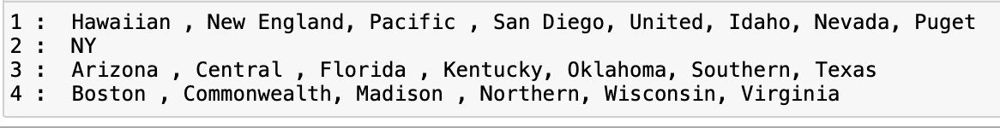 1 :  Hawaiian , New England, Pacific , San Diego, United, Idaho, Nevada, Puget
2 :  NY
3 :  Arizona , Central , Florida , Kentucky, Oklahoma, Southern, Texas
4 :  Boston , Commonwealth, Madison , Northern, Wisconsin, Virginia